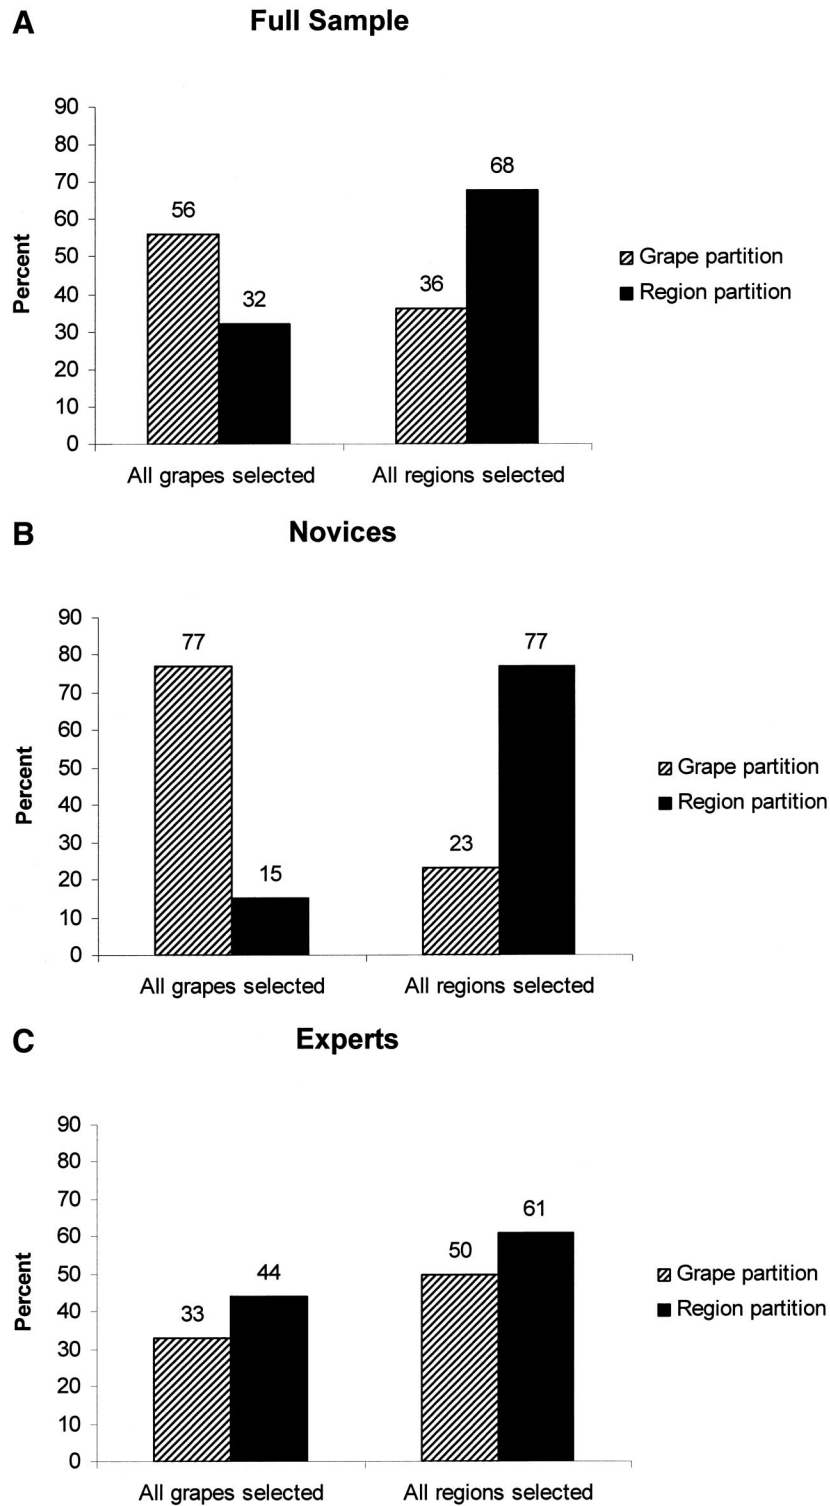 A
Full Sample
90
80
70
60
50
40
30
20
10
0
Percent
56
32
36
68
All grapes selected
All regions selected
Grape partition
Region partition
B
Novices
90
80
70
60
50
40
30
20
10
0
Percent
77
15
23
77
All grapes selected
All regions selected
Grape partition
Region partition
C
Experts
90
80
70
60
50
40
30
20
10
0
Percent
33
44
50
61
All grapes selected
All regions selected
Grape partition
Region partition